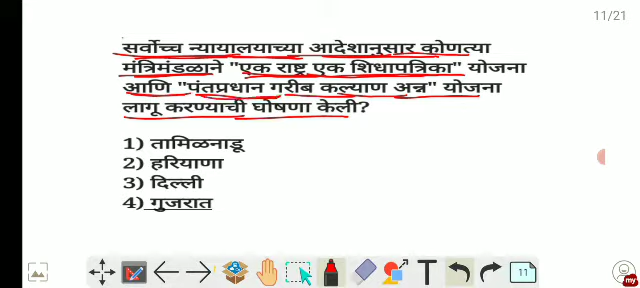 11/21
सर्वोच्च न्यायालयाच्या आदेशानुसार कोणत्या
मंत्रिमंडळाने "एक राष्ट्र एक शिधापत्रिका" योजना
आणि "पंतप्रधान गरीब कल्याण अन्न" योजना
लागू करण्याची घोषणा केली?
1) तामिळनाडू
2) हरियाणा
3) दिल्ली
4) गुजरात
T
11
my